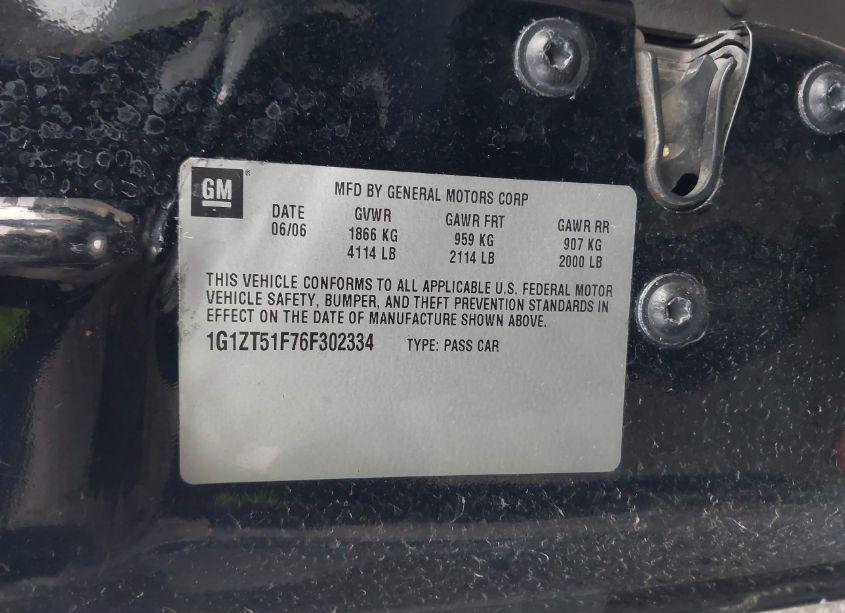 GM
MFD BY GENERAL MOTORS CORP
DATE GVWR GAWR FRT GAWR RR
06/06 1866 KG 959 KG 907 KG
4114 LB 2114 LB 2000 LB
THIS VEHICLE CONFORMS TO ALL APPLICABLE U.S. FEDERAL MOTOR
VEHICLE SAFETY, BUMPER, AND THEFT PREVENTION STANDARDS IN
EFFECT ON THE DATE OF MANUFACTURE SHOWN ABOVE.
1G1ZT51F76F302334 TYPE: PASS CAR